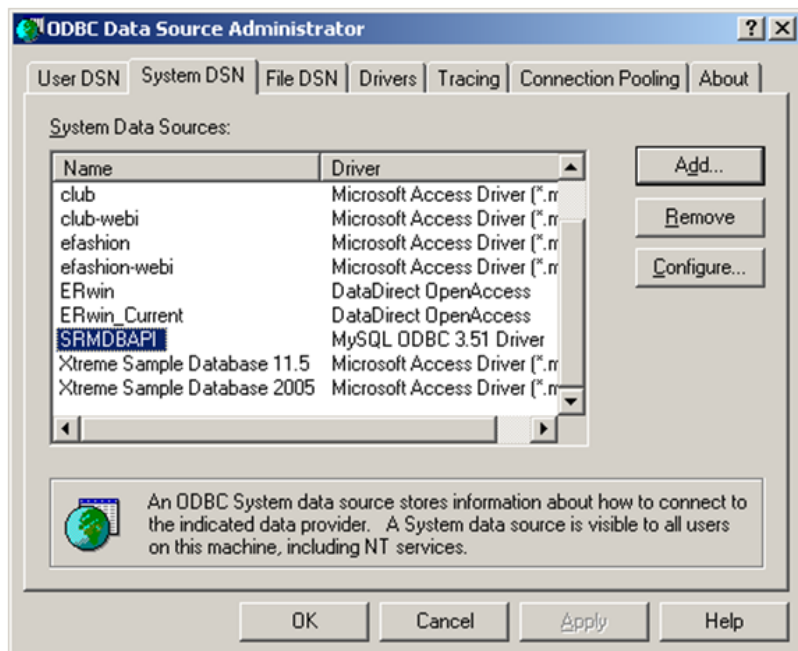 ODBC Data Source Administrator
User DSN System DSN File DSN Drivers Tracing Connection Pooling About
System Data Sources:
Name Driver
club Microsoft Access Driver (*.m
club-webi Microsoft Access Driver (*.m
efashion Microsoft Access Driver (*.m
efashion-webi Microsoft Access Driver (*.m
ERwin DataDirect OpenAccess
ERwin_Current DataDirect OpenAccess
SRMDBAPI MySQL ODBC 3.51 Driver
Xtreme Sample Database 11.5 Microsoft Access Driver (*.m
Xtreme Sample Database 2005 Microsoft Access Driver (*.m
Add...
Remove
Configure...
An ODBC System data source stores information about how to connect to
the indicated data provider. A System data source is visible to all users
on this machine, including NT services.
OK Cancel Apply Help